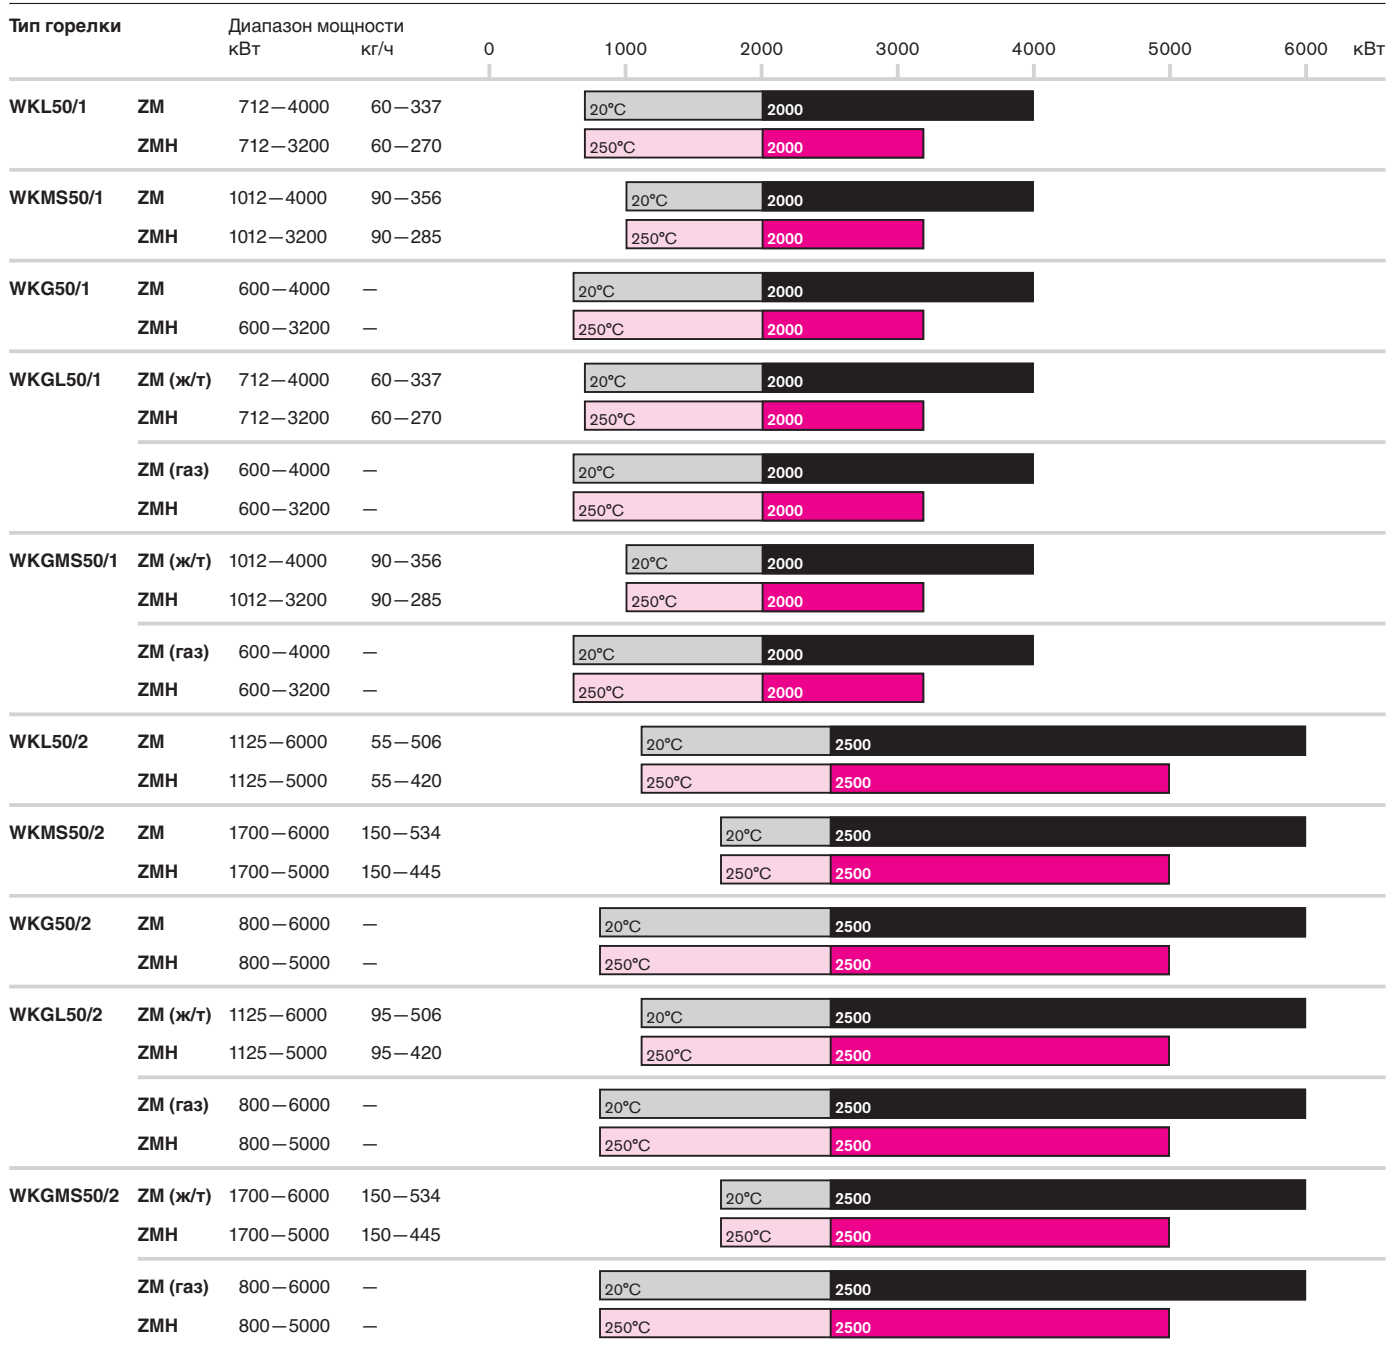 Тип горелки Диапазон мощности
кВт кг/ч 0 1000 2000 3000 4000 5000 6000 кВт
WKL50/1 ZM 712—4000 60—337 20°C 2000
ZMH 712—3200 60—270 250°C 2000
WKMS50/1 ZM 1012—4000 90—356 20°C 2000
ZMH 1012—3200 90—285 250°C 2000
WKG50/1 ZM 600—4000 — 20°C 2000
ZMH 600—3200 — 250°C 2000
WKGL50/1 ZM (ж/т) 712—4000 60—337 20°C 2000
ZMH 712—3200 60—270 250°C 2000
ZM (газ) 600—4000 — 20°C 2000
ZMH 600—3200 — 250°C 2000
WKGMS50/1 ZM (ж/т) 1012—4000 90—356 20°C 2000
ZMH 1012—3200 90—285 250°C 2000
ZM (газ) 600—4000 — 20°C 2000
ZMH 600—3200 — 250°C 2000
WKL50/2 ZM 1125—6000 55—506 20°C 2500
ZMH 1125—5000 55—420 250°C 2500
WKMS50/2 ZM 1700—6000 150—534 20°C 2500
ZMH 1700—5000 150—445 250°C 2500
WKG50/2 ZM 800—6000 — 20°C 2500
ZMH 800—5000 — 250°C 2500
WKGL50/2 ZM (ж/т) 1125—6000 95—506 20°C 2500
ZMH 1125—5000 95—420 250°C 2500
ZM (газ) 800—6000 — 20°C 2500
ZMH 800—5000 — 250°C 2500
WKGMS50/2 ZM (ж/т) 1700—6000 150—534 20°C 2500
ZMH 1700—5000 150—445 250°C 2500
ZM (газ) 800—6000 — 20°C 2500
ZMH 800—5000 — 250°C 2500